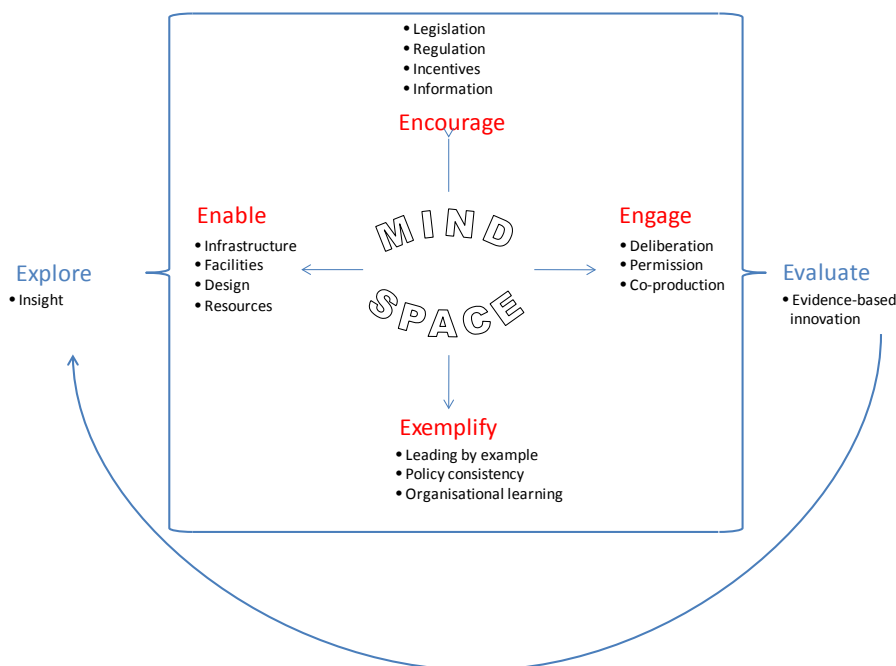 • Legislation
• Regulation
• Incentives
• Information
Encourage
Enable
• Infrastructure
• Facilities
• Design
• Resources
MIND
SPACE
Engage
• Deliberation
• Permission
• Co-production
Explore
• Insight
Evaluate
• Evidence-based
innovation
Exemplify
• Leading by example
• Policy consistency
• Organisational learning